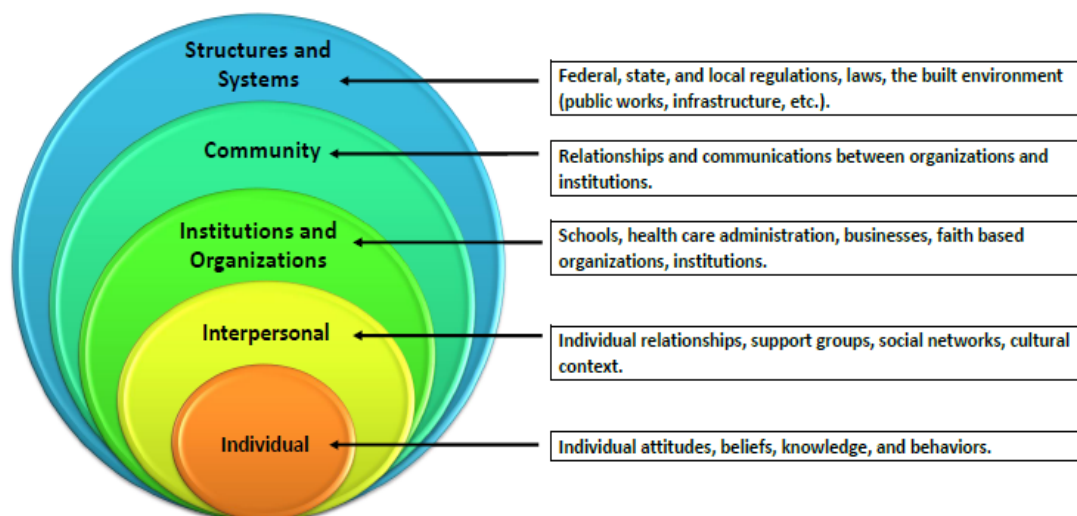 Structures and
Systems
Federal, state, and local regulations, laws, the built environment
(public works, infrastructure, etc.).
Community
Relationships and communications between organizations and
institutions.
Institutions and
Organizations
Schools, health care administration, businesses, faith based
organizations, institutions.
Interpersonal
Individual relationships, support groups, social networks, cultural
context.
Individual
Individual attitudes, beliefs, knowledge, and behaviors.